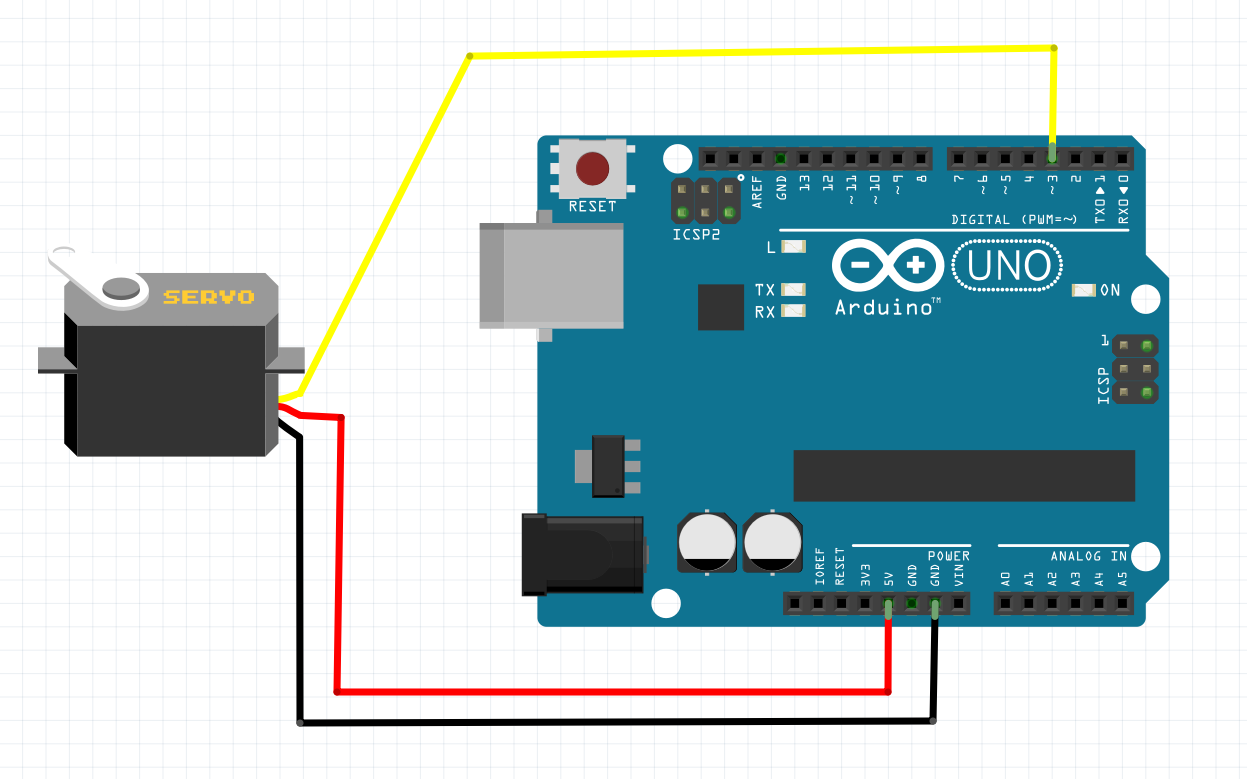 RESET
ICSP2
AREF
GND
13
12
~11
~10
~9
8
7
~6
~5
4
~3
2
TX0 ▶ 1
RX0 ◀ 0
DIGITAL (PWM=~)
L
TX
RX
Arduino™
UNO
ON
1
ICSP
SERVO
IOREF
RESET
3V3
5V
GND
GND
VIN
POWER
ANALOG IN
A0
A1
A2
A3
A4
A5